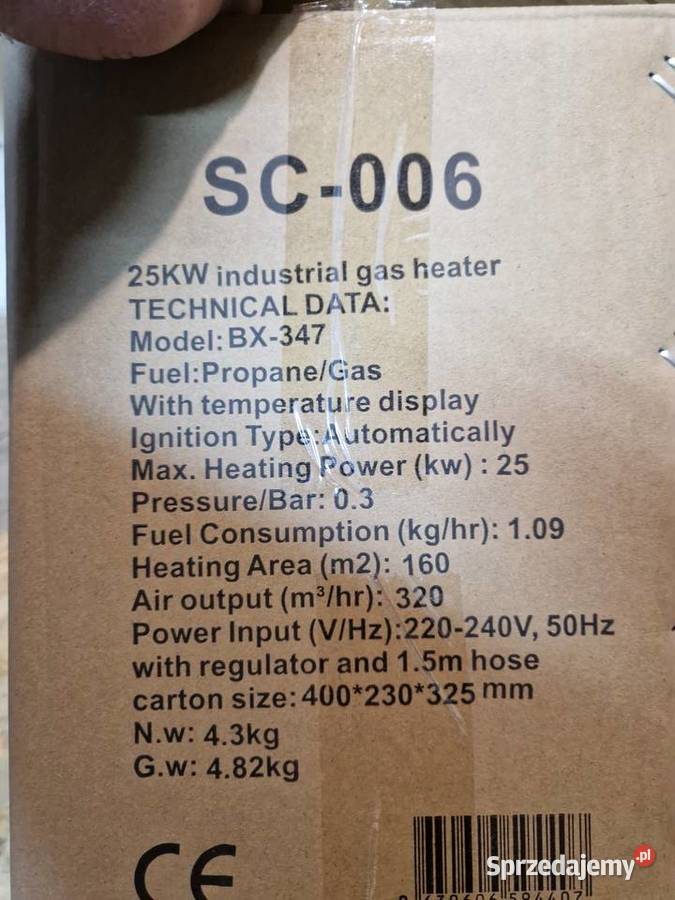 SC-006
25KW industrial gas heater
TECHNICAL DATA:
Model: BX-347
Fuel:Propane/Gas
With temperature display
Ignition Type:Automatically
Max. Heating Power (kw) : 25
Pressure/Bar: 0.3
Fuel Consumption (kg/hr): 1.09
Heating Area (m2): 160
Air output (m³/hr): 320
Power Input (V/Hz):220-240V, 50Hz
with regulator and 1.5m hose
carton size: 400*230*325 mm
N.w: 4.3kg
G.w: 4.82kg
CE
Sprzedajemy.pl